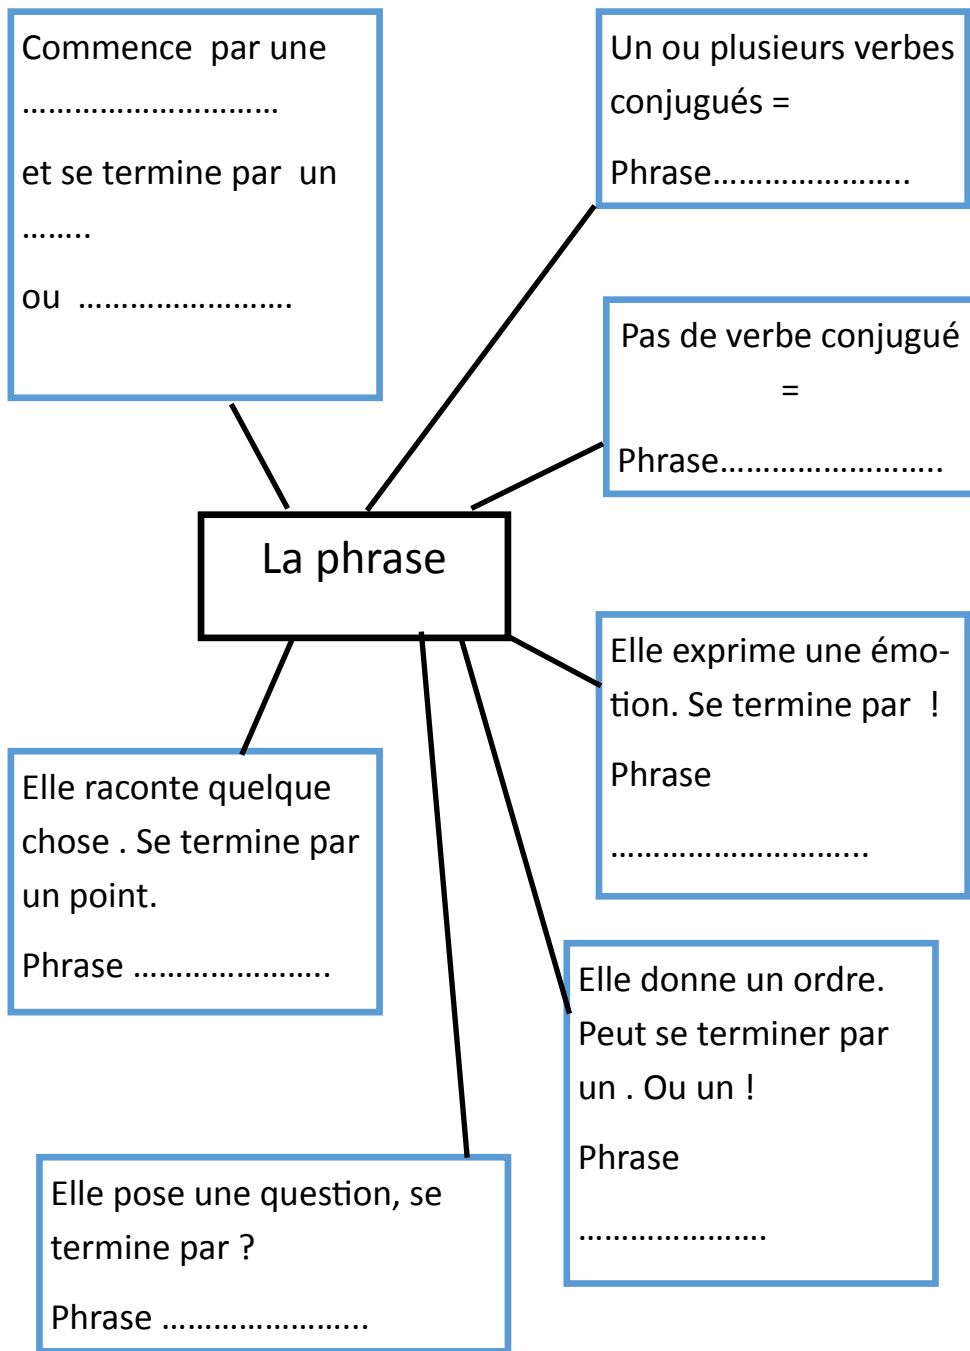 Commence  par une
..............................
et se termine par  un
........
ou  .........................
Un ou plusieurs verbes
conjugués =
Phrase.......................
Pas de verbe conjugué
=
Phrase..........................
La phrase
Elle exprime une émo-
tion. Se termine par  !
Phrase
..............................
Elle raconte quelque
chose . Se termine par
un point.
Phrase .......................
Elle donne un ordre.
Peut se terminer par
un . Ou un !
Phrase
......................
Elle pose une question, se
termine par ?
Phrase ........................